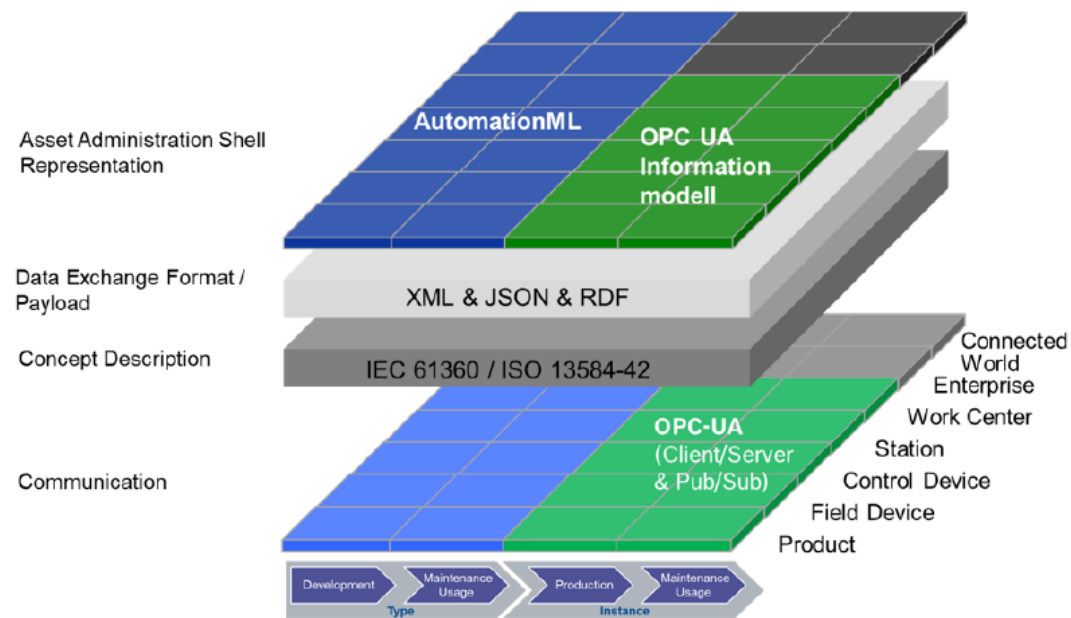 Asset Administration Shell
Representation
AutomationML
OPC UA
Information
modell
Data Exchange Format /
Payload
XML & JSON & RDF
Concept Description
IEC 61360 / ISO 13584-42
Communication
OPC-UA
(Client/Server
& Pub/Sub)
Connected
World
Enterprise
Work Center
Station
Control Device
Field Device
Product
Development
Maintenance
Usage
Production
Maintenance
Usage
Type
Instance